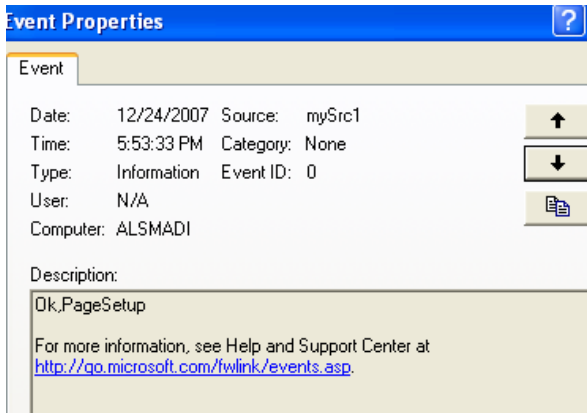 Event Properties
?
Event
Date: 12/24/2007 Source: mySrc1
Time: 5:53:33 PM Category: None
Type: Information Event ID: 0
User: N/A
Computer: ALSMADI
Description:
Ok,PageSetup
For more information, see Help and Support Center at
http://go.microsoft.com/fwlink/events.asp.